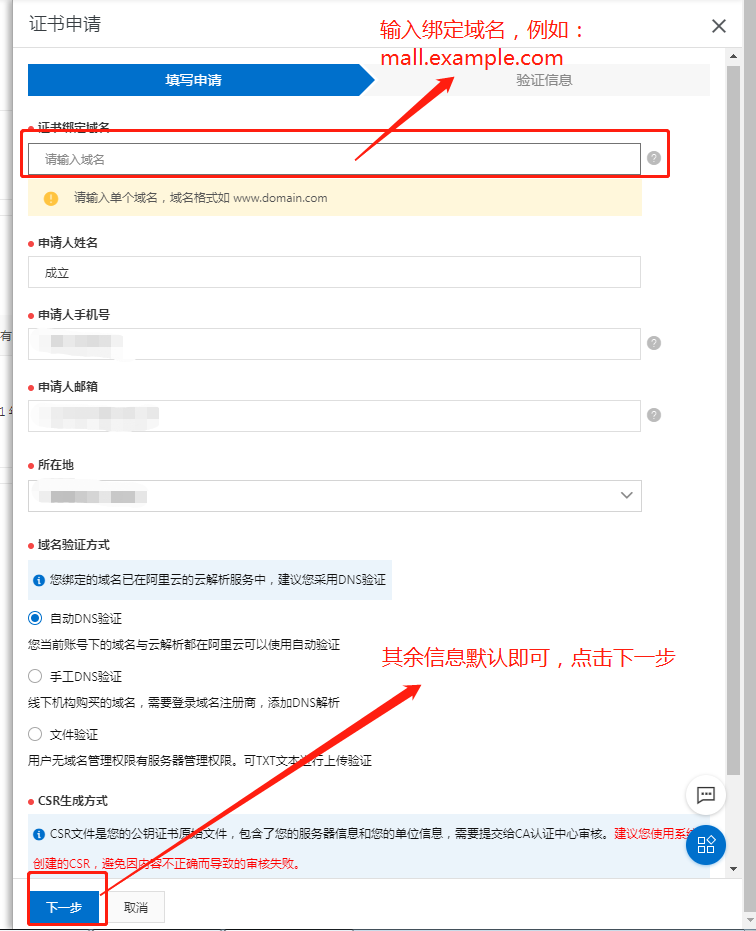 证书申请
输入绑定域名，例如：
mall.example.com
填写申请
验证信息
证书绑定域名
请输入域名
请输入单个域名，域名格式如 www.domain.com
申请人姓名
成立
申请人手机号
有
申请人邮箱
1
所在地
域名验证方式
您绑定的域名已在阿里云的云解析服务中，建议您采用DNS验证
自动DNS验证
您当前账号下的域名与云解析都在阿里云可以使用自动验证
其余信息默认即可，点击下一步
手工DNS验证
线下机构购买的域名，需要登录域名注册商，添加DNS解析
文件验证
用户无域名管理权限有服务器管理权限。可TXT文本进行上传验证
CSR生成方式
CSR文件是您的公钥证书原始文件，包含了您的服务器信息和您的单位信息，需要提交给CA认证中心审核。建议您使用系统
创建的CSR，避免因内容不正确而导致的审核失败。
下一步
取消